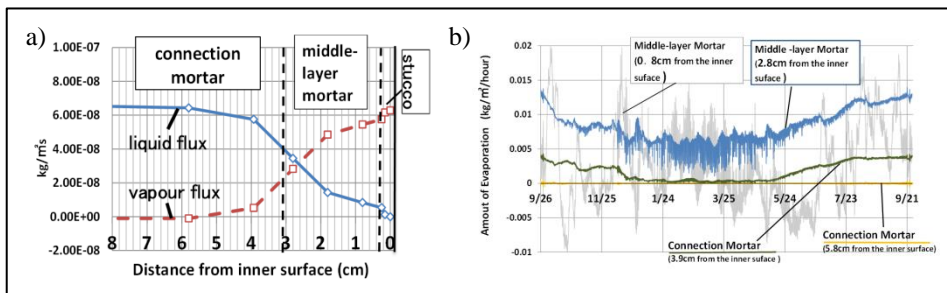 a)
1.00E-07
8.00E-08
6.00E-08
4.00E-08
2.00E-08
0.00E+00
-2.00E-08
kg/m²s
connection
mortar
middle-
layer
mortar
stucco
liquid flux
vapour flux
8 7 6 5 4 3 2 1 0
Distance from inner surface (cm)
b)
0.02
0.015
0.01
0.005
0
-0.005
-0.01
Amout of Evaporation (kg/㎥/hour)
Middle-layer Mortar
(0．8cm from the inner
suface)
Middle -layer Mortar
(2.8cm from the inner
suface )
9/26 11/25 1/24 3/25 5/24 7/23 9/21
Connection Mortar
(3.9cm from the inner suface )
Connection Mortar
(5.8cm from the inner surface)